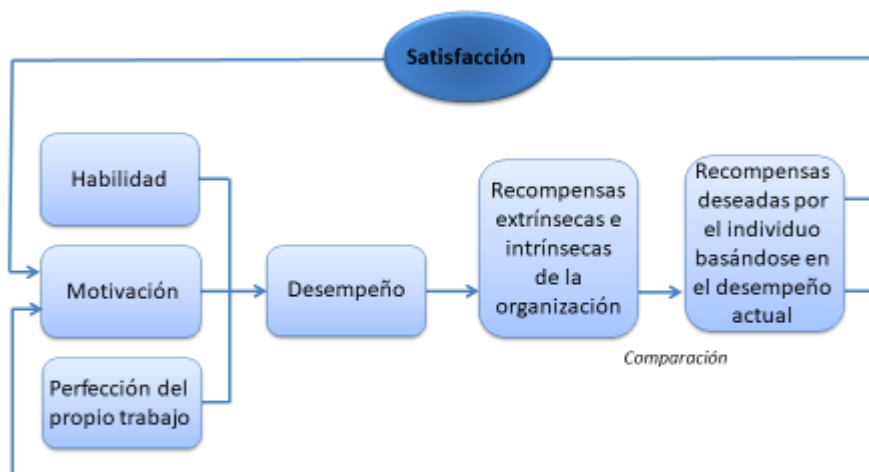 Satisfacción
Habilidad
Motivación
Perfección del
propio trabajo
Desempeño
Recompensas
extrínsecas e
intrínsecas
de la
organización
Comparación
Recompensas
deseadas por
el individuo
basándose en
el desempeño
actual